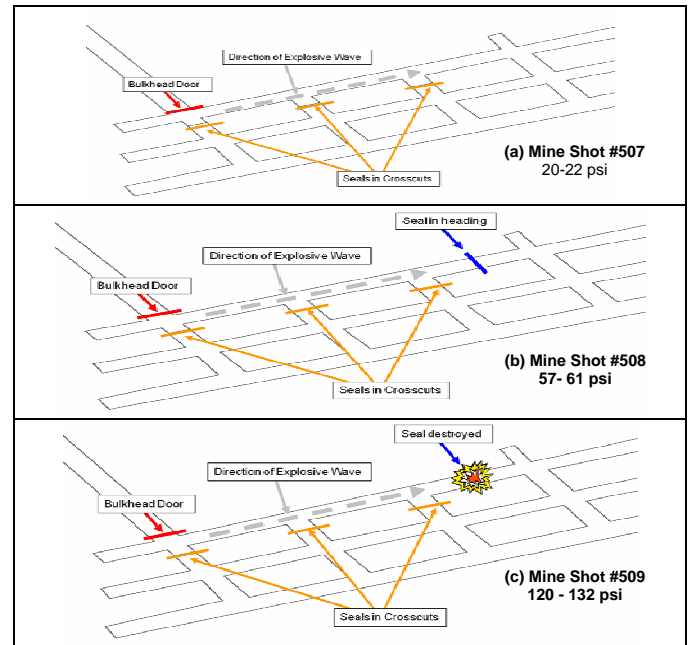 Direction of Explosive Wave
Bulkhead Door
Seals in Crosscuts
(a) Mine Shot #507
20-22 psi
Seal in heading
Direction of Explosive Wave
Bulkhead Door
Seals in Crosscuts
(b) Mine Shot #508
57- 61 psi
Seal destroyed
Direction of Explosive Wave
Bulkhead Door
Seals in Crosscuts
(c) Mine Shot #509
120 - 132 psi